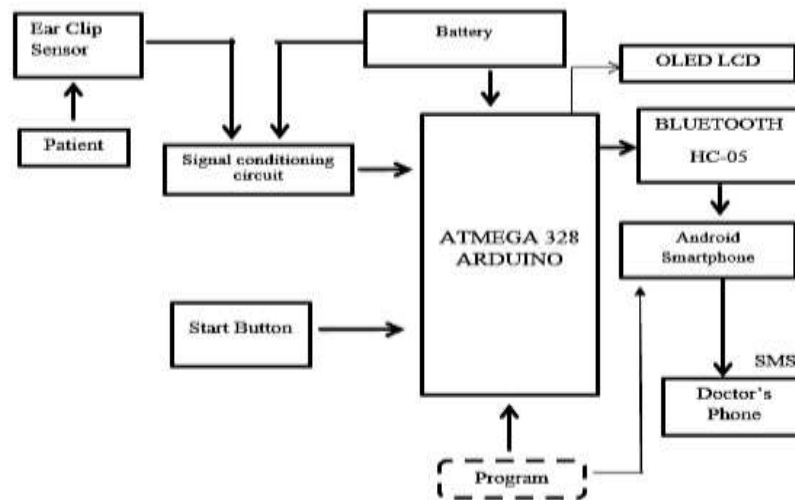 Ear Clip
Sensor
Battery
OLED LCD
Patient
Signal conditioning
circuit
BLUETOOTH
HC-05
ATMEGA 328
ARDUINO
Android
Smartphone
Start Button
SMS
Doctor's
Phone
Program